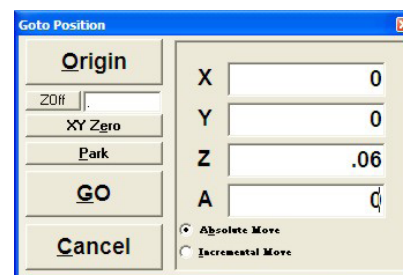 Goto Position
Origin
ZOff .
XY Zero
Park
GO
Cancel
X 0
Y 0
Z .06
A 0
Absolute Move
Incremental Move